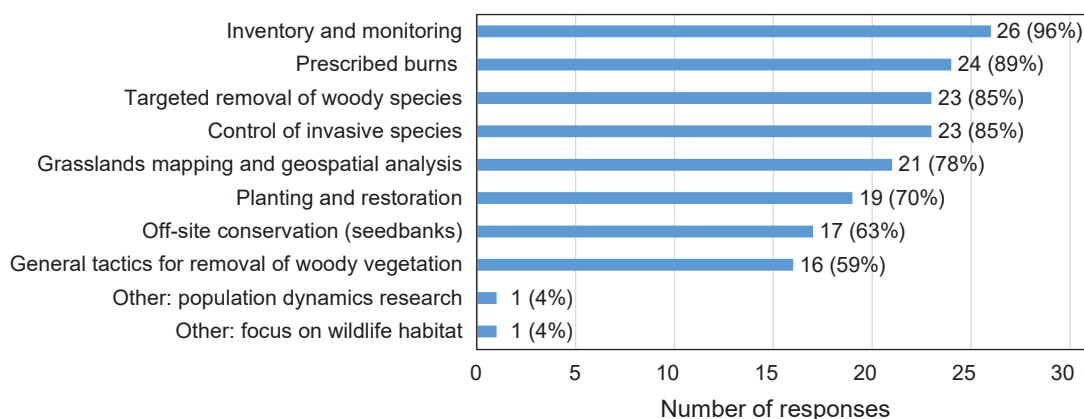 Inventory and monitoring 26 (96%)
Prescribed burns 24 (89%)
Targeted removal of woody species 23 (85%)
Control of invasive species 23 (85%)
Grasslands mapping and geospatial analysis 21 (78%)
Planting and restoration 19 (70%)
Off-site conservation (seedbanks) 17 (63%)
General tactics for removal of woody vegetation 16 (59%)
Other: population dynamics research 1 (4%)
Other: focus on wildlife habitat 1 (4%)
0 5 10 15 20 25 30
Number of responses